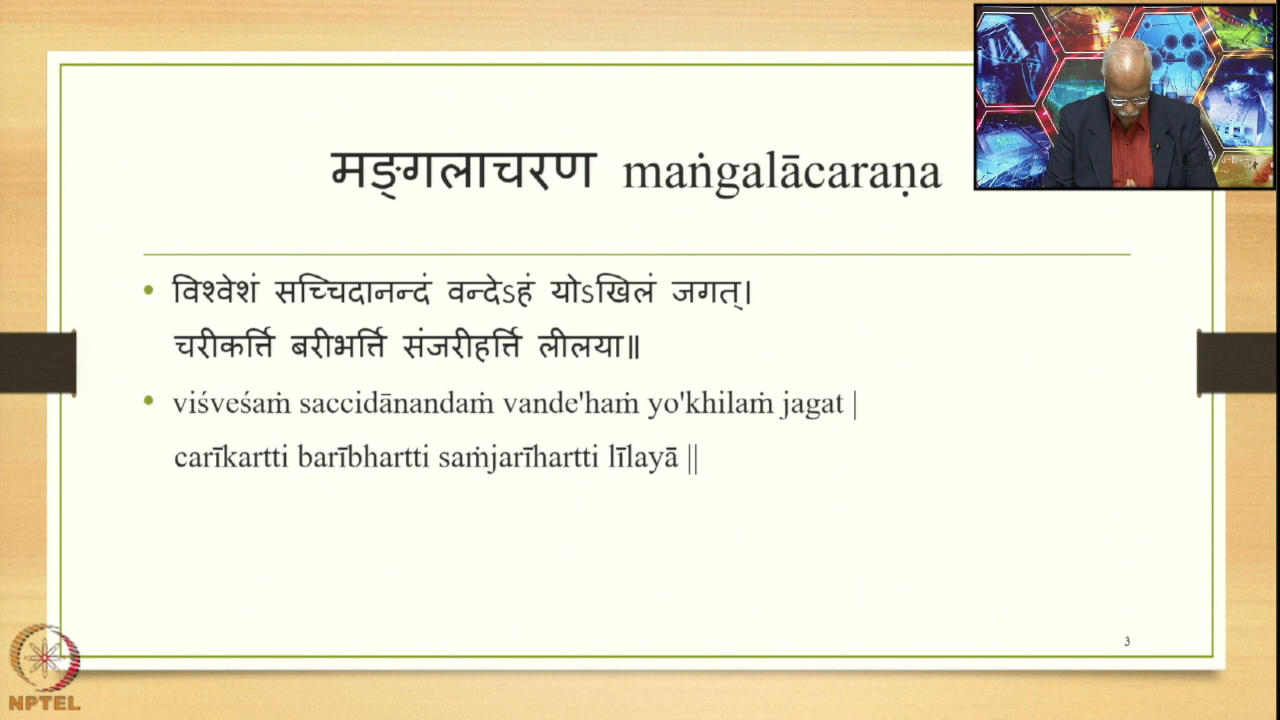 मङ्गलाचरण maṅgalācaraṇa
• विश्वेशं सच्चिदानन्दं वन्देऽहं योऽखिलं जगत्।
चरीकर्त्ति बरीभर्त्ति संजरीहर्त्ति लीलया॥
• viśveśaṁ saccidānandaṁ vande'haṁ yo'khilaṁ jagat |
carīkartti barībhartti saṁjarīhartti līlayā ||
3
NPTEL